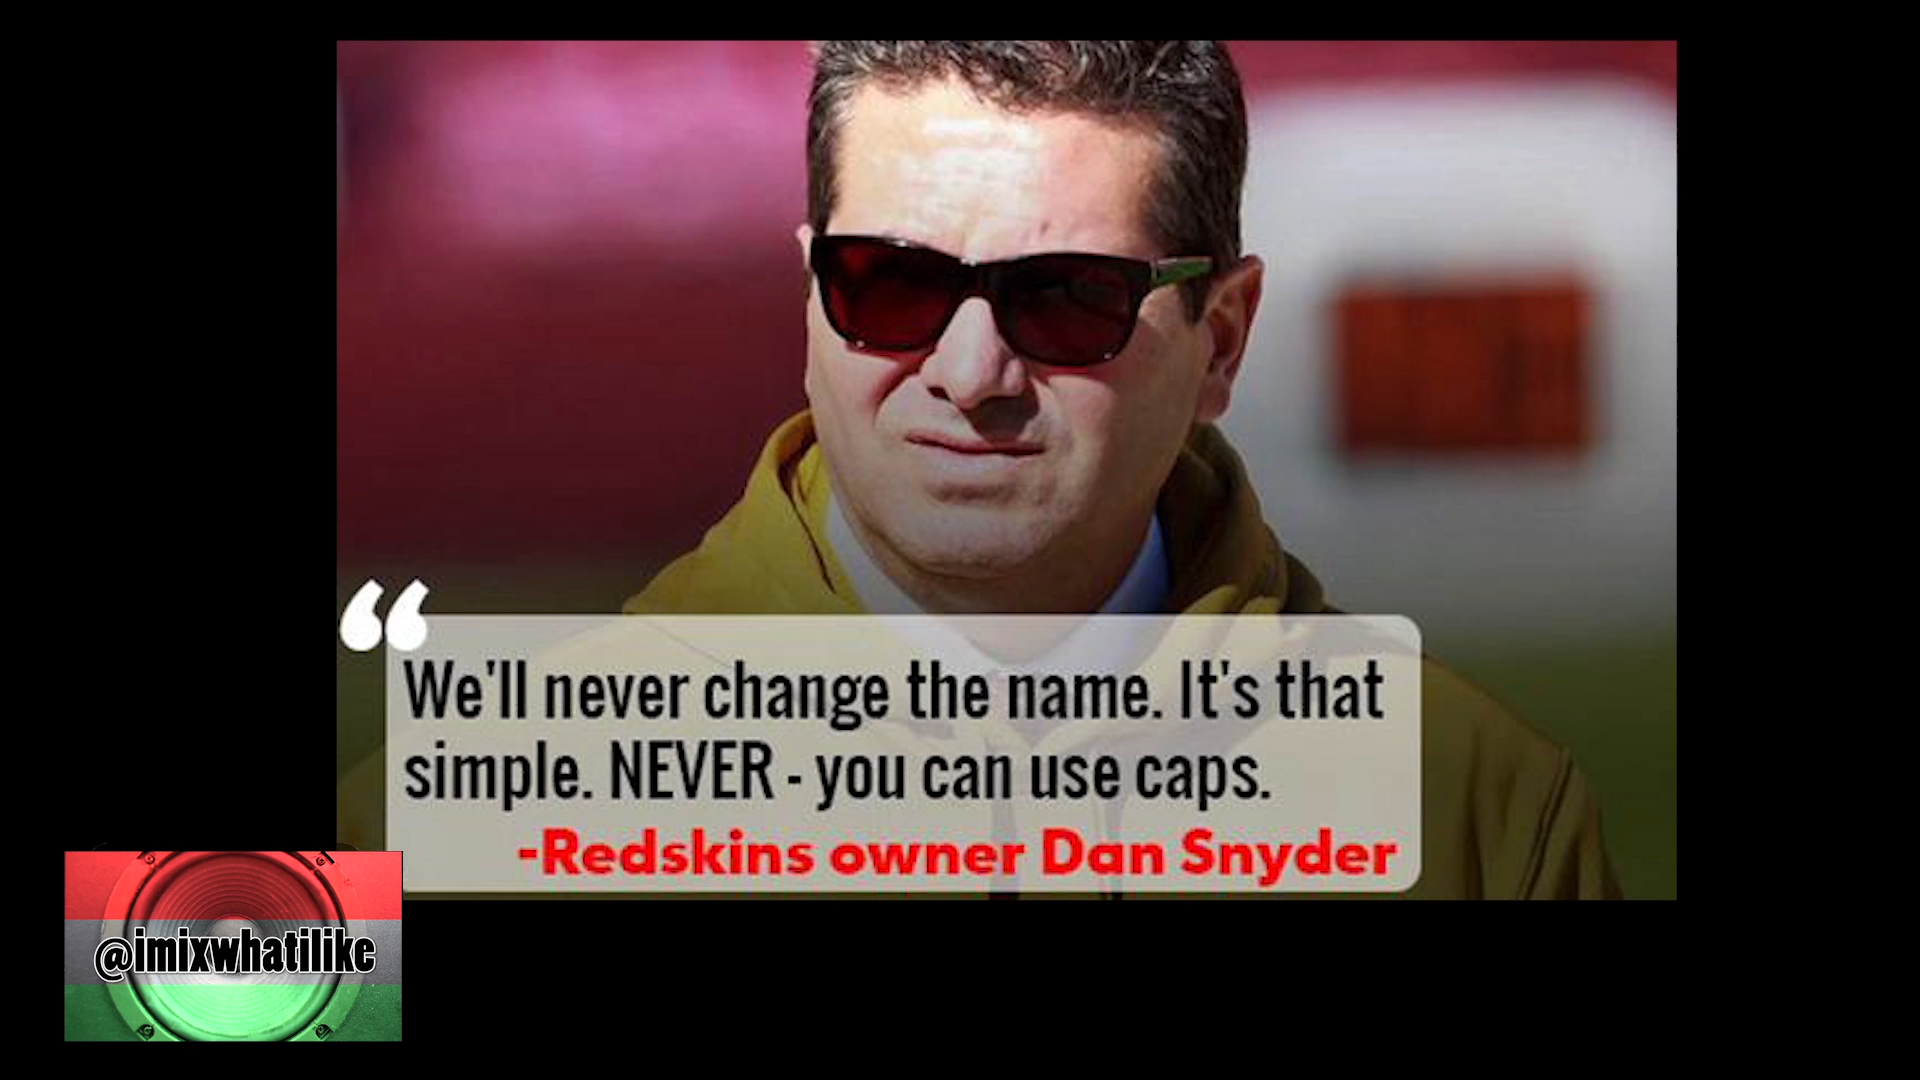 “
We'll never change the name. It's that
simple. NEVER - you can use caps.
-Redskins owner Dan Snyder
@imixwhatilike